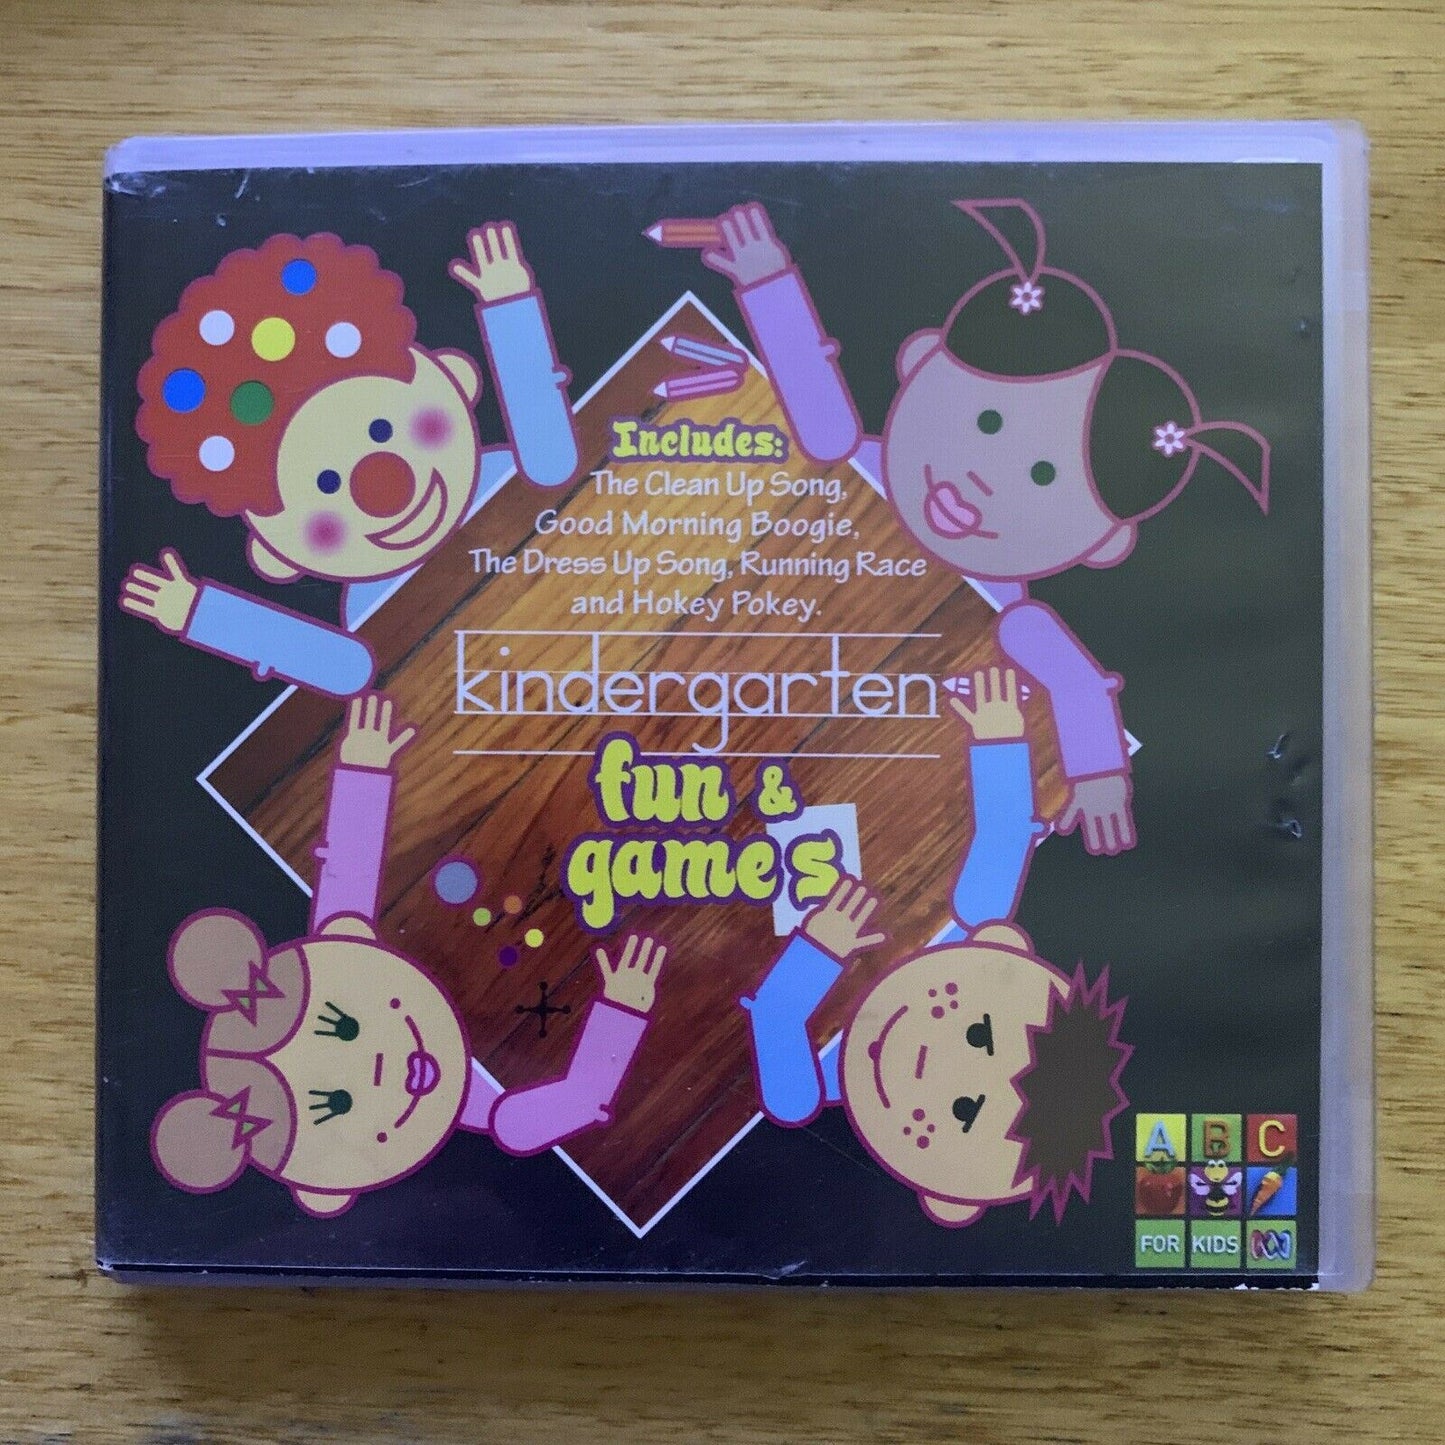 Includes:
The Clean Up Song,
Good Morning Boogie,
The Dress Up Song, Running Race
and Hokey Pokey.
kindergarten
fun &
games
A B C
FOR KIDS